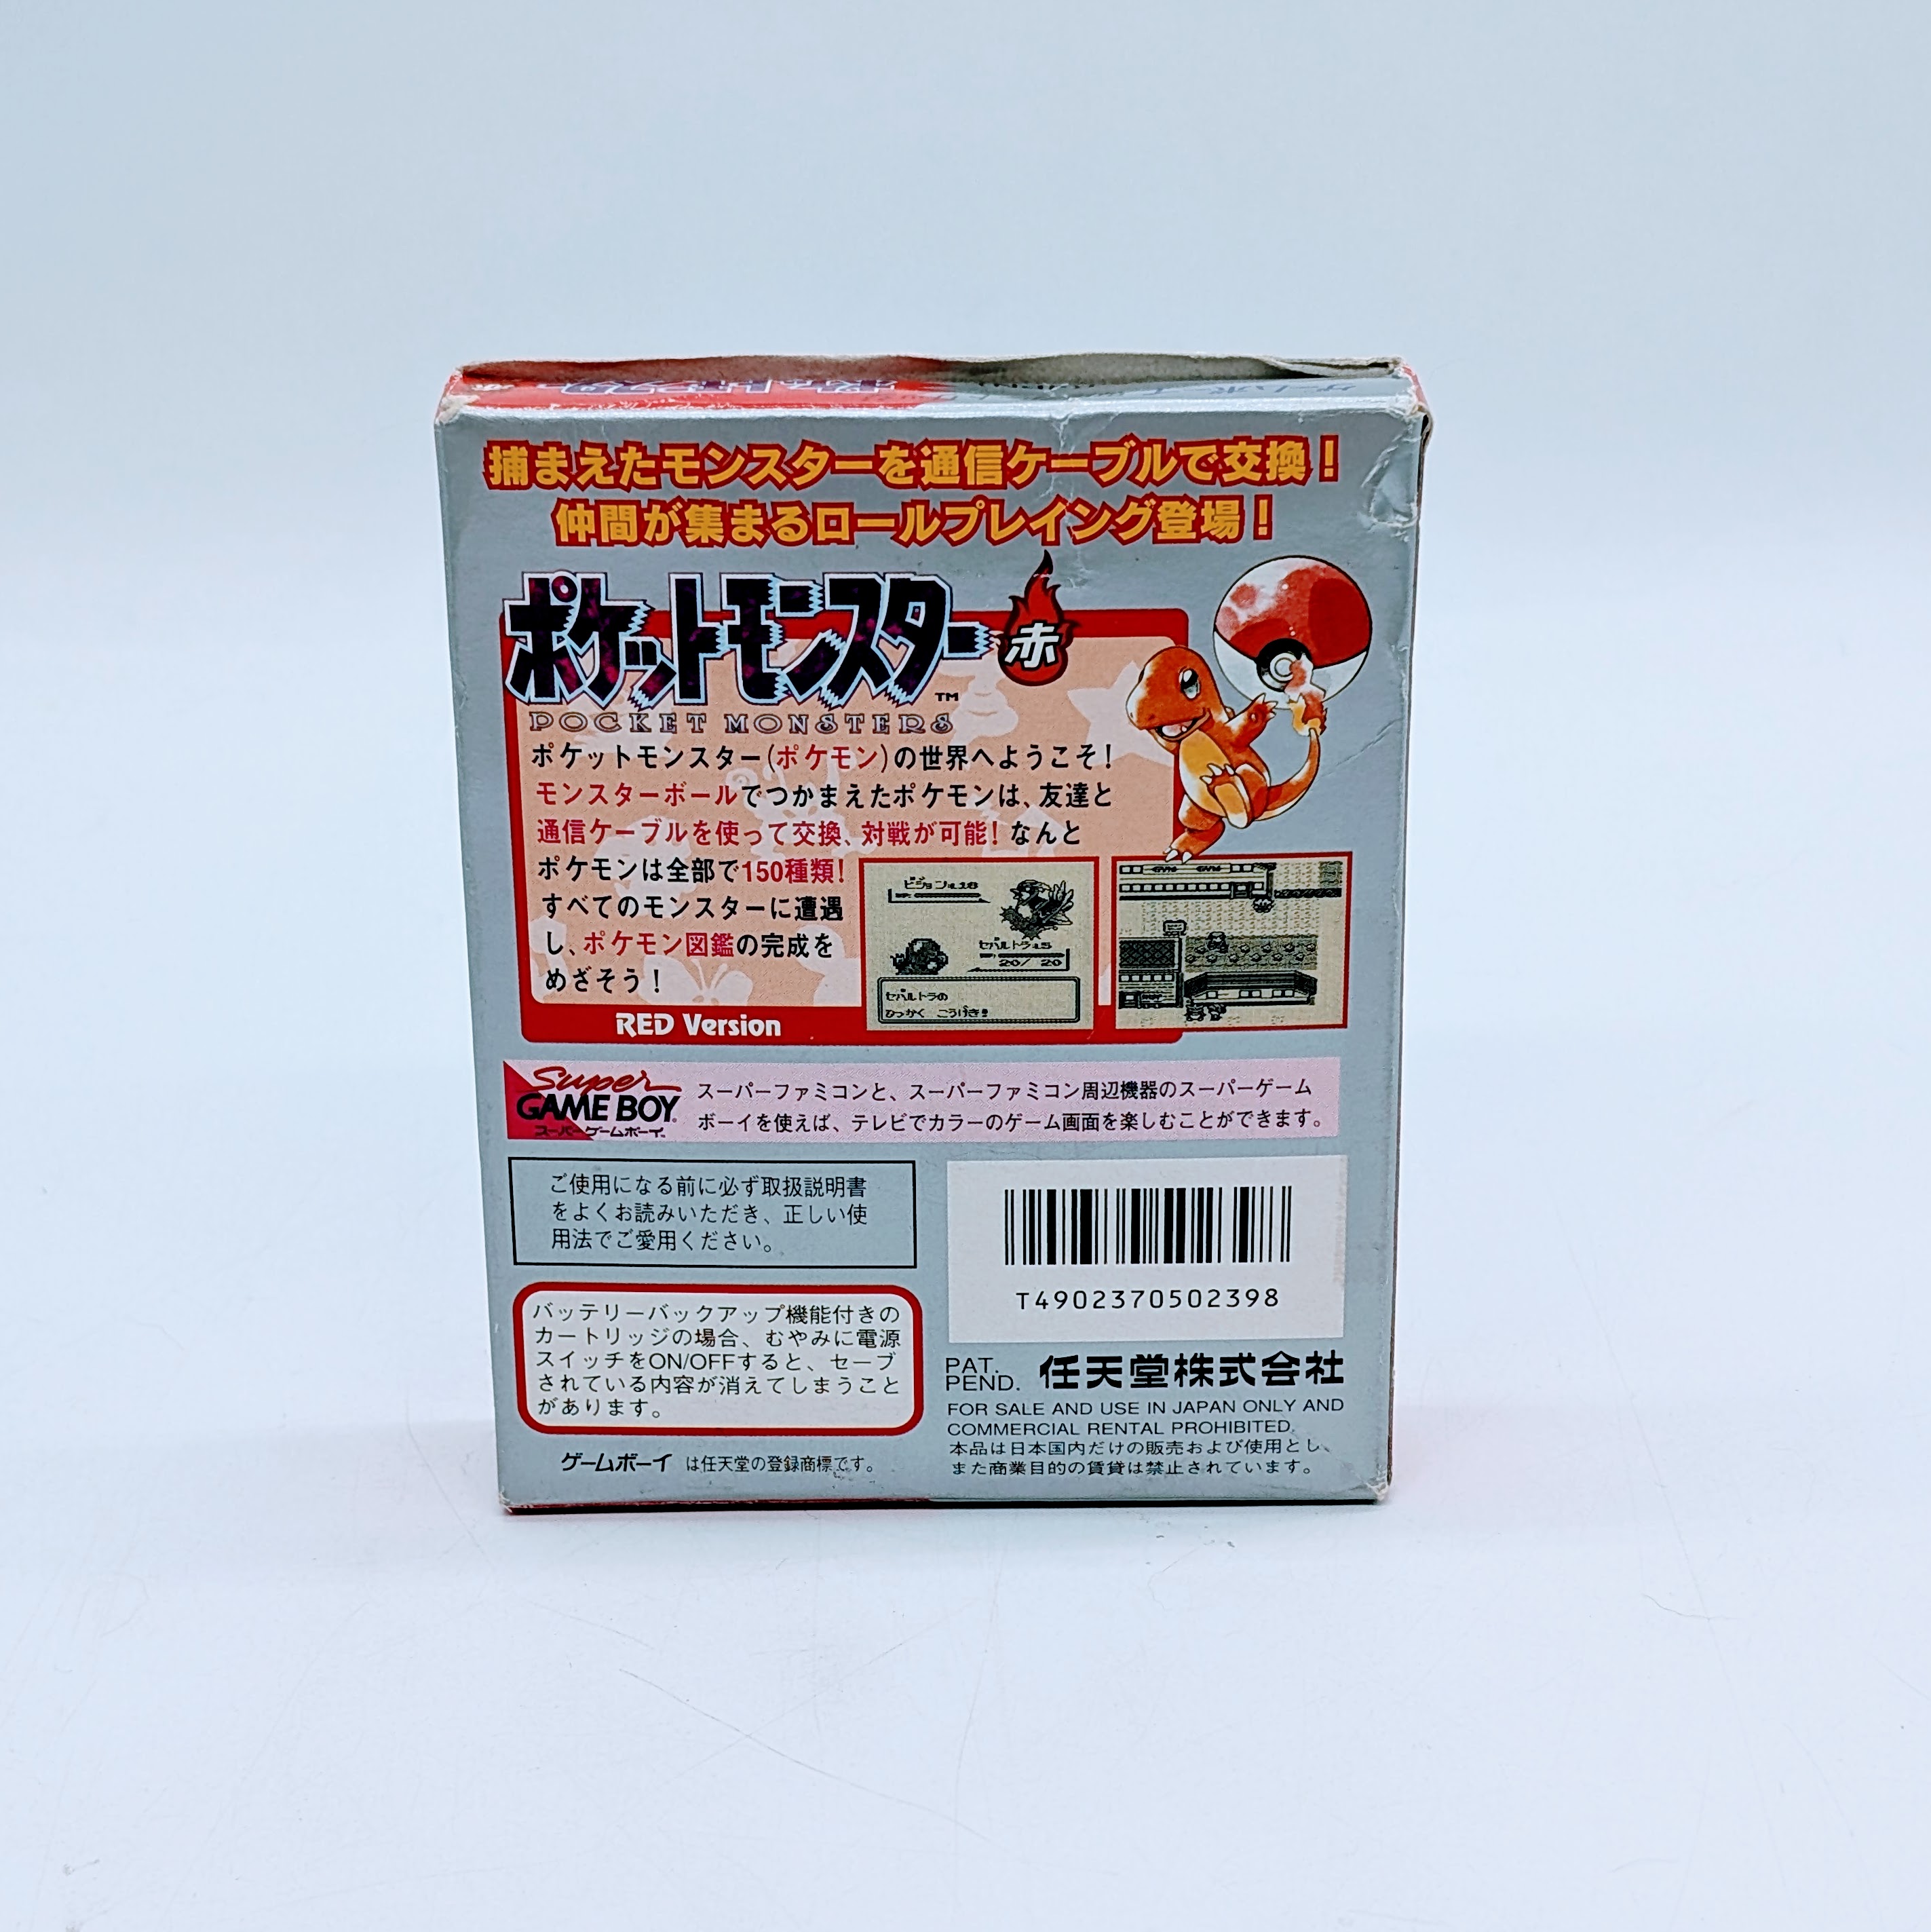 捕まえたモンスターを通信ケーブルで交換！
仲間が集まるロールプレイング登場！
ポケットモンスター 赤
TM
POCKET MONSTERS
ポケットモンスター(ポケモン)の世界へようこそ！
モンスターボールでつかまえたポケモンは、友達と
通信ケーブルを使って交換、対戦が可能！なんと
ポケモンは全部で150種類！
すべてのモンスターに遭遇
し、ポケモン図鑑の完成を
めざそう！
20/ 20
ひっかく こうげき！
RED Version
Super
GAME BOY
スーパーゲームボーイ
スーパーファミコンと、スーパーファミコン周辺機器のスーパーゲーム
ボーイを使えば、テレビでカラーのゲーム画面を楽しむことができます。
ご使用になる前に必ず取扱説明書
をよくお読みいただき、正しい使
用法でご愛用ください。
T4902370502398
バッテリーバックアップ機能付きの
カートリッジの場合、むやみに電源
スイッチをON/OFFすると、セーブ
されている内容が消えてしまうこと
があります。
PAT.
PEND. 任天堂株式会社
FOR SALE AND USE IN JAPAN ONLY AND
COMMERCIAL RENTAL PROHIBITED.
本品は日本国内だけの販売および使用とし、
また商業目的の賃貸は禁止されています。
ゲームボーイ は任天堂の登録商標です。